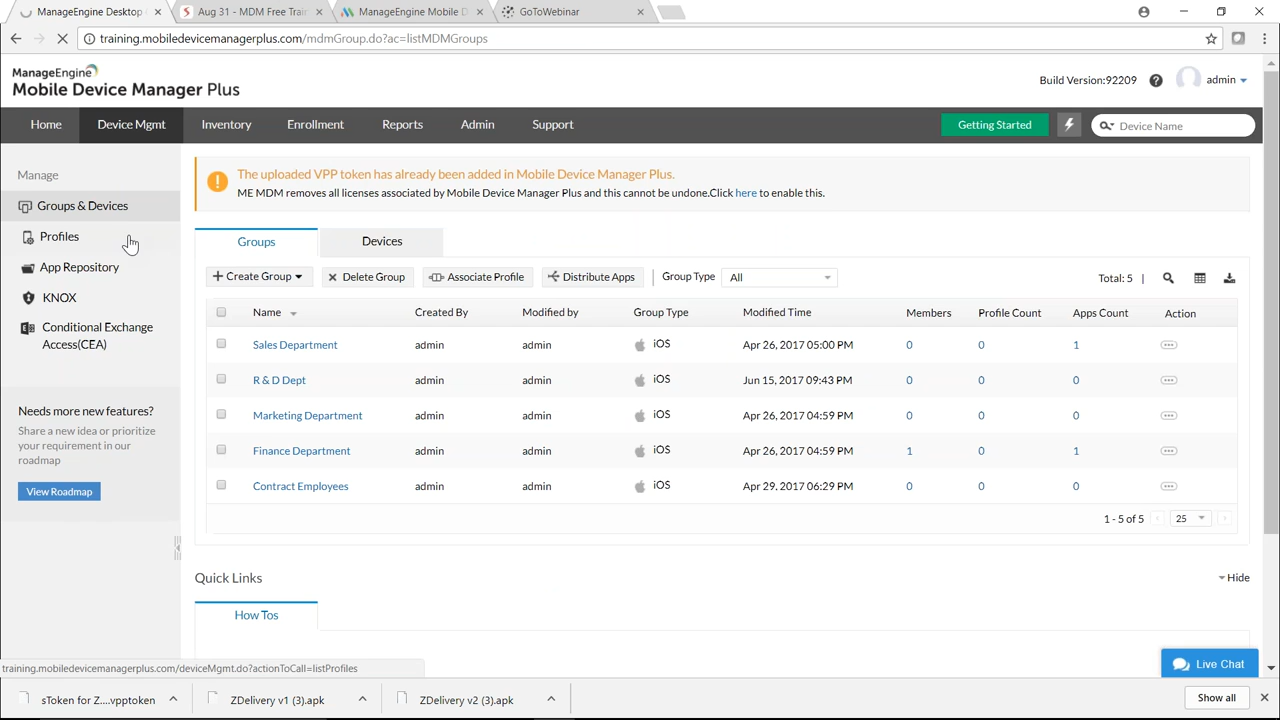 ManageEngine Desktop
Aug 31 - MDM Free Train
ManageEngine Mobile D
GoToWebinar
training.mobiledevicemanagerplus.com/mdmGroup.do?ac=listMDMGroups
ManageEngine
Mobile Device Manager Plus
Build Version:92209
admin
Home
Device Mgmt
Inventory
Enrollment
Reports
Admin
Support
Getting Started
Device Name
Manage
Groups & Devices
Profiles
App Repository
KNOX
Conditional Exchange
Access(CEA)
Needs more new features?
Share a new idea or prioritize
your requirement in our
roadmap
View Roadmap
The uploaded VPP token has already been added in Mobile Device Manager Plus.
ME MDM removes all licenses associated by Mobile Device Manager Plus and this cannot be undone.Click here to enable this.
Groups
Devices
+ Create Group
Delete Group
Associate Profile
Distribute Apps
Group Type
All
Total: 5
Name Created By Modified by Group Type Modified Time Members Profile Count Apps Count Action
Sales Department admin admin iOS Apr 26, 2017 05:00 PM 0 0 1
R & D Dept admin admin iOS Jun 15, 2017 09:43 PM 0 0 0
Marketing Department admin admin iOS Apr 26, 2017 04:59 PM 0 0 0
Finance Department admin admin iOS Apr 26, 2017 04:59 PM 1 0 1
Contract Employees admin admin iOS Apr 29, 2017 06:29 PM 0 0 0
1 - 5 of 5
25
Quick Links
Hide
How Tos
training.mobiledevicemanagerplus.com/deviceMgmt.do?actionToCall=listProfiles
Live Chat
sToken for Z....vpptoken
ZDelivery v1 (3).apk
ZDelivery v2 (3).apk
Show all